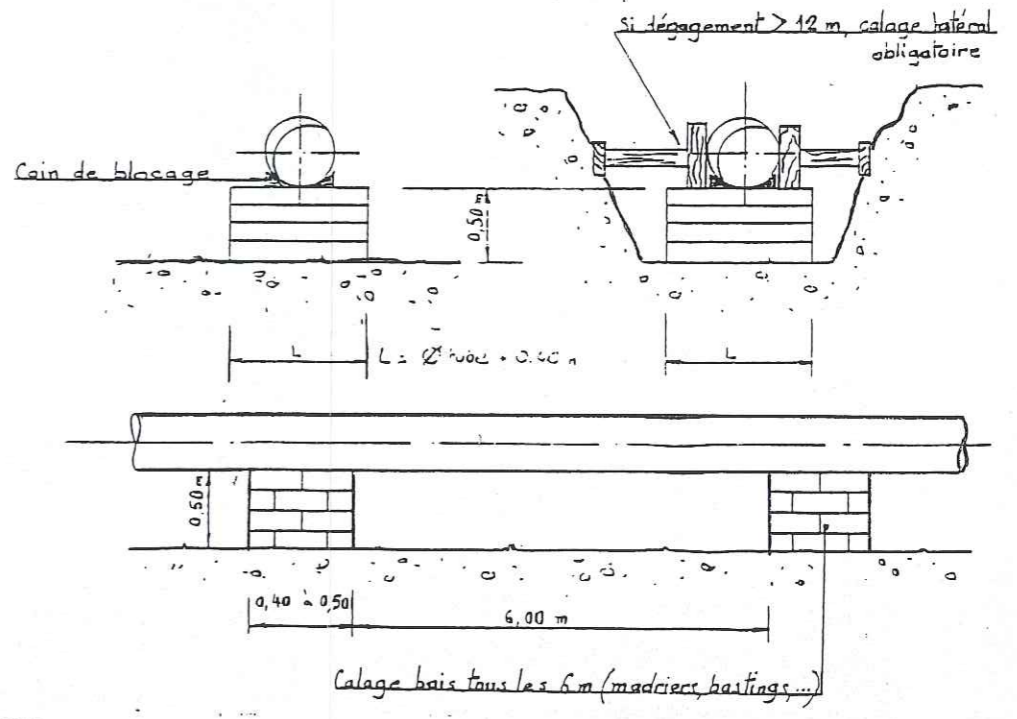 Si dégagement > 12 m, calage latéral
obligatoire
Coin de blocage
0,50 m
L
L = Ø + 0.40 m
L
0,50 m
0,40 à 0,50
6,00 m
Calage bois tous les 6 m (madriers, bastings, ...)